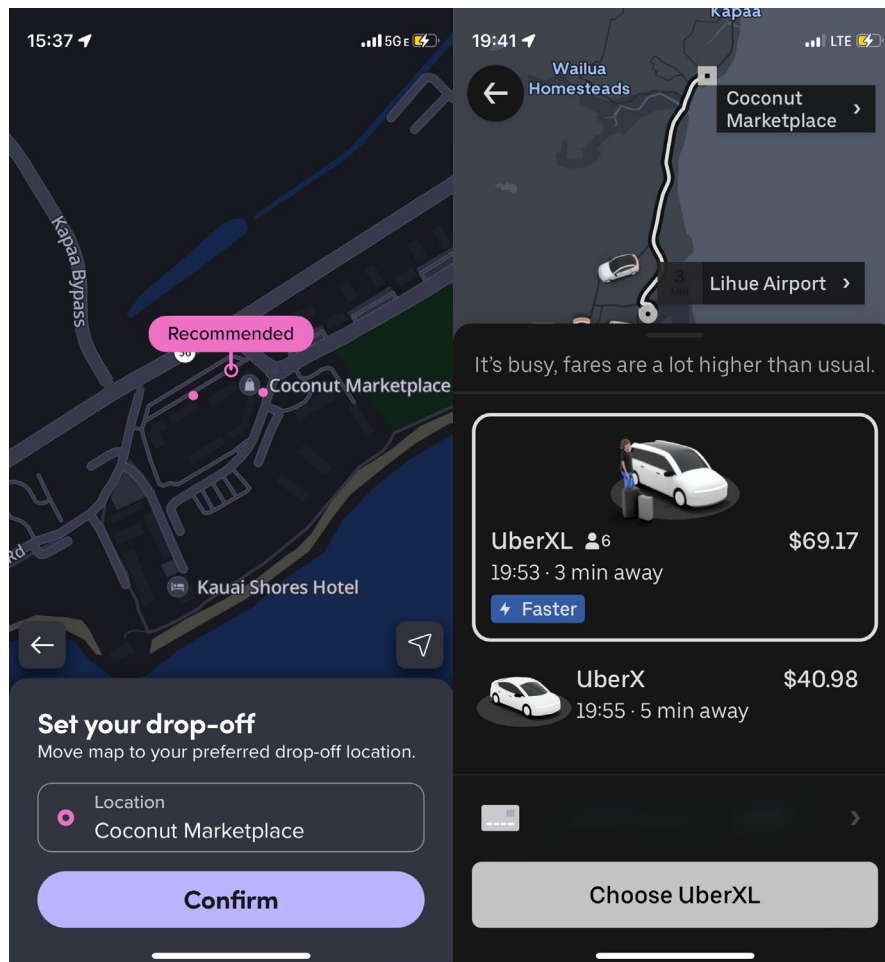 15:37
5G E
Kapaa Bypass
Recommended
56
Coconut Marketplace
Rd
Kauai Shores Hotel
Set your drop-off
Move map to your preferred drop-off location.
Location
Coconut Marketplace
Confirm
19:41
LTE
Kapaa
Wailua
Homesteads
Coconut
Marketplace
3
MIN
Lihue Airport
It's busy, fares are a lot higher than usual.
UberXL 6
$69.17
19:53 · 3 min away
Faster
UberX
$40.98
19:55 · 5 min away
Choose UberXL